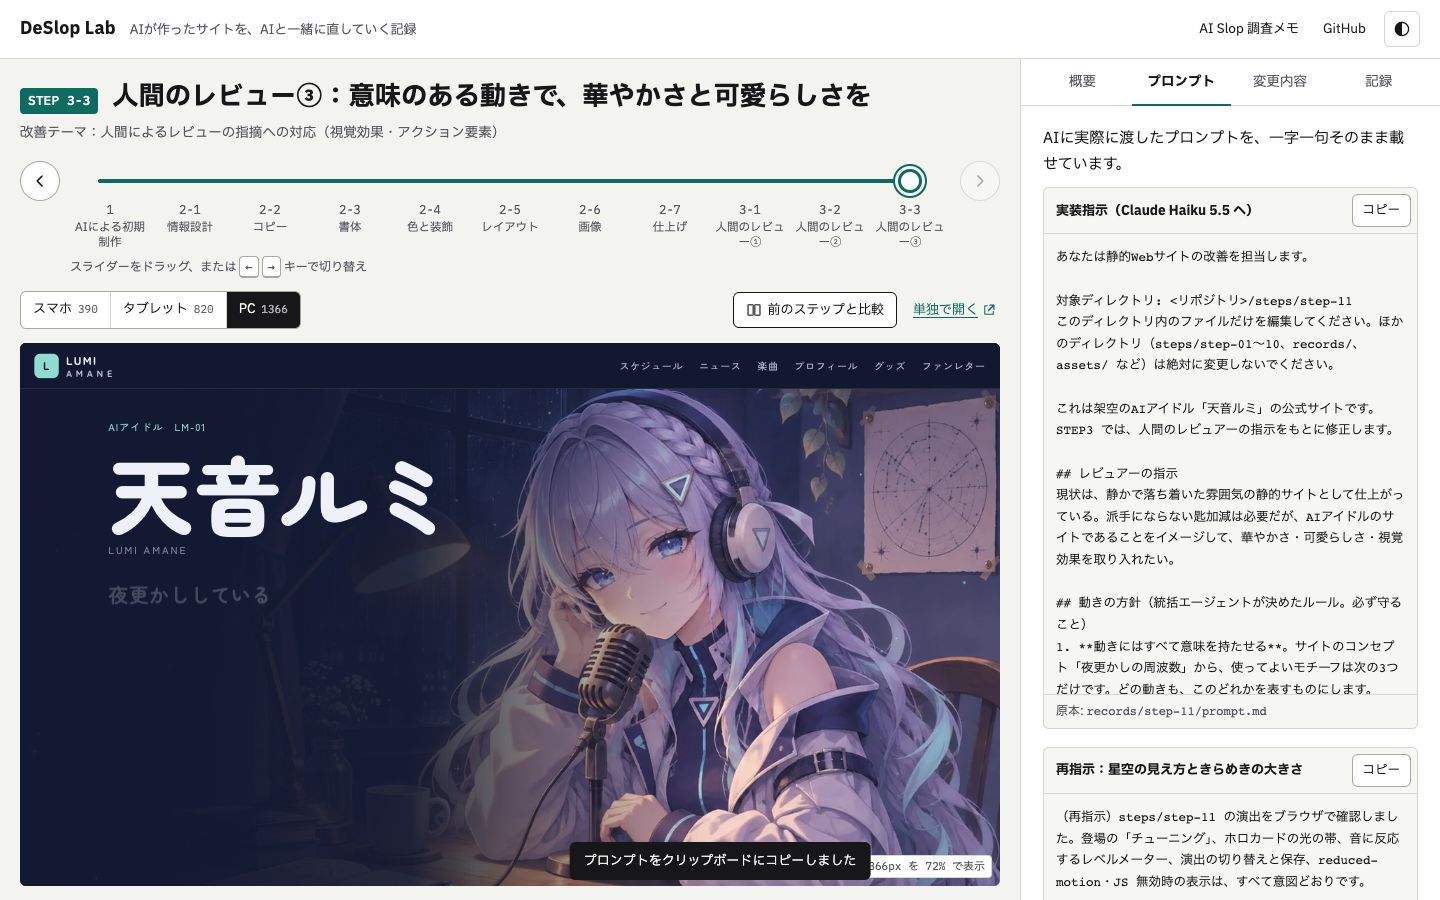 DeSlop Lab
AIが作ったサイトを、AIと一緒に直していく記録
AI Slop 調査メモ
GitHub
STEP 3-3
人間のレビュー③：意味のある動きで、華やかさと可愛らしさを
改善テーマ：人間によるレビューの指摘への対応（視覚効果・アクション要素）
1
AIによる初期
制作
2-1
情報設計
2-2
コピー
2-3
書体
2-4
色と装飾
2-5
レイアウト
2-6
画像
2-7
仕上げ
3-1
人間のレビュ
ー①
3-2
人間のレビュ
ー②
3-3
人間のレビュ
ー③
スライダーをドラッグ、または ← → キーで切り替え
スマホ 390
タブレット 820
PC 1366
前のステップと比較
単独で開く
L
LUMI
AMANE
スケジュール
ニュース
楽曲
プロフィール
グッズ
ファンレター
AIアイドル LM-01
天音ルミ
LUMI AMANE
夜更かししている
プロンプトをクリップボードにコピーしました
366px を 72% で表示
概要
プロンプト
変更内容
記録
AIに実際に渡したプロンプトを、一字一句そのまま載
せています。
実装指示（Claude Haiku 5.5 へ）
コピー
あなたは静的Webサイトの改善を担当します。
対象ディレクトリ: <リポジトリ>/steps/step-11
このディレクトリ内のファイルだけを編集してください。ほか
のディレクトリ（steps/step-01〜10、records/、
assets/ など）は絶対に変更しないでください。
これは架空のAIアイドル「天音ルミ」の公式サイトです。
STEP3 では、人間のレビュアーの指示をもとに修正します。
## レビュアーの指示
現状は、静かで落ち着いた雰囲気の静的サイトとして仕上がっ
ている。派手にならない匙加減は必要だが、AIアイドルのサ
イトであることをイメージして、華やかさ・可愛らしさ・視覚
効果を取り入れたい。
## 動きの方針（統括エージェントが決めたルール。必ず守る
こと）
1. **動きにはすべて意味を持たせる**。サイトのコンセプ
ト「夜更かしの周波数」から、使ってよいモチーフは次の3つ
だけです。どの動きも、このどれかを表すものにします。
原本: records/step-11/prompt.md
再指示：星空の見え方ときらめきの大きさ
コピー
（再指示）steps/step-11 の演出をブラウザで確認しまし
た。登場の「チューニング」、ホロカードの光の帯、音に反応
するレベルメーター、演出の切り替えと保存、reduced-
motion・JS 無効時の表示は、すべて意図どおりです。